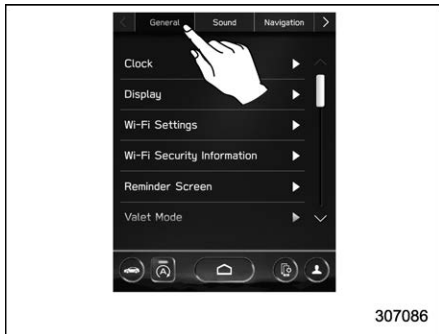 General Sound Navigation
Clock
Display
Wi-Fi Settings
Wi-Fi Security Information
Reminder Screen
Valet Mode
A
307086